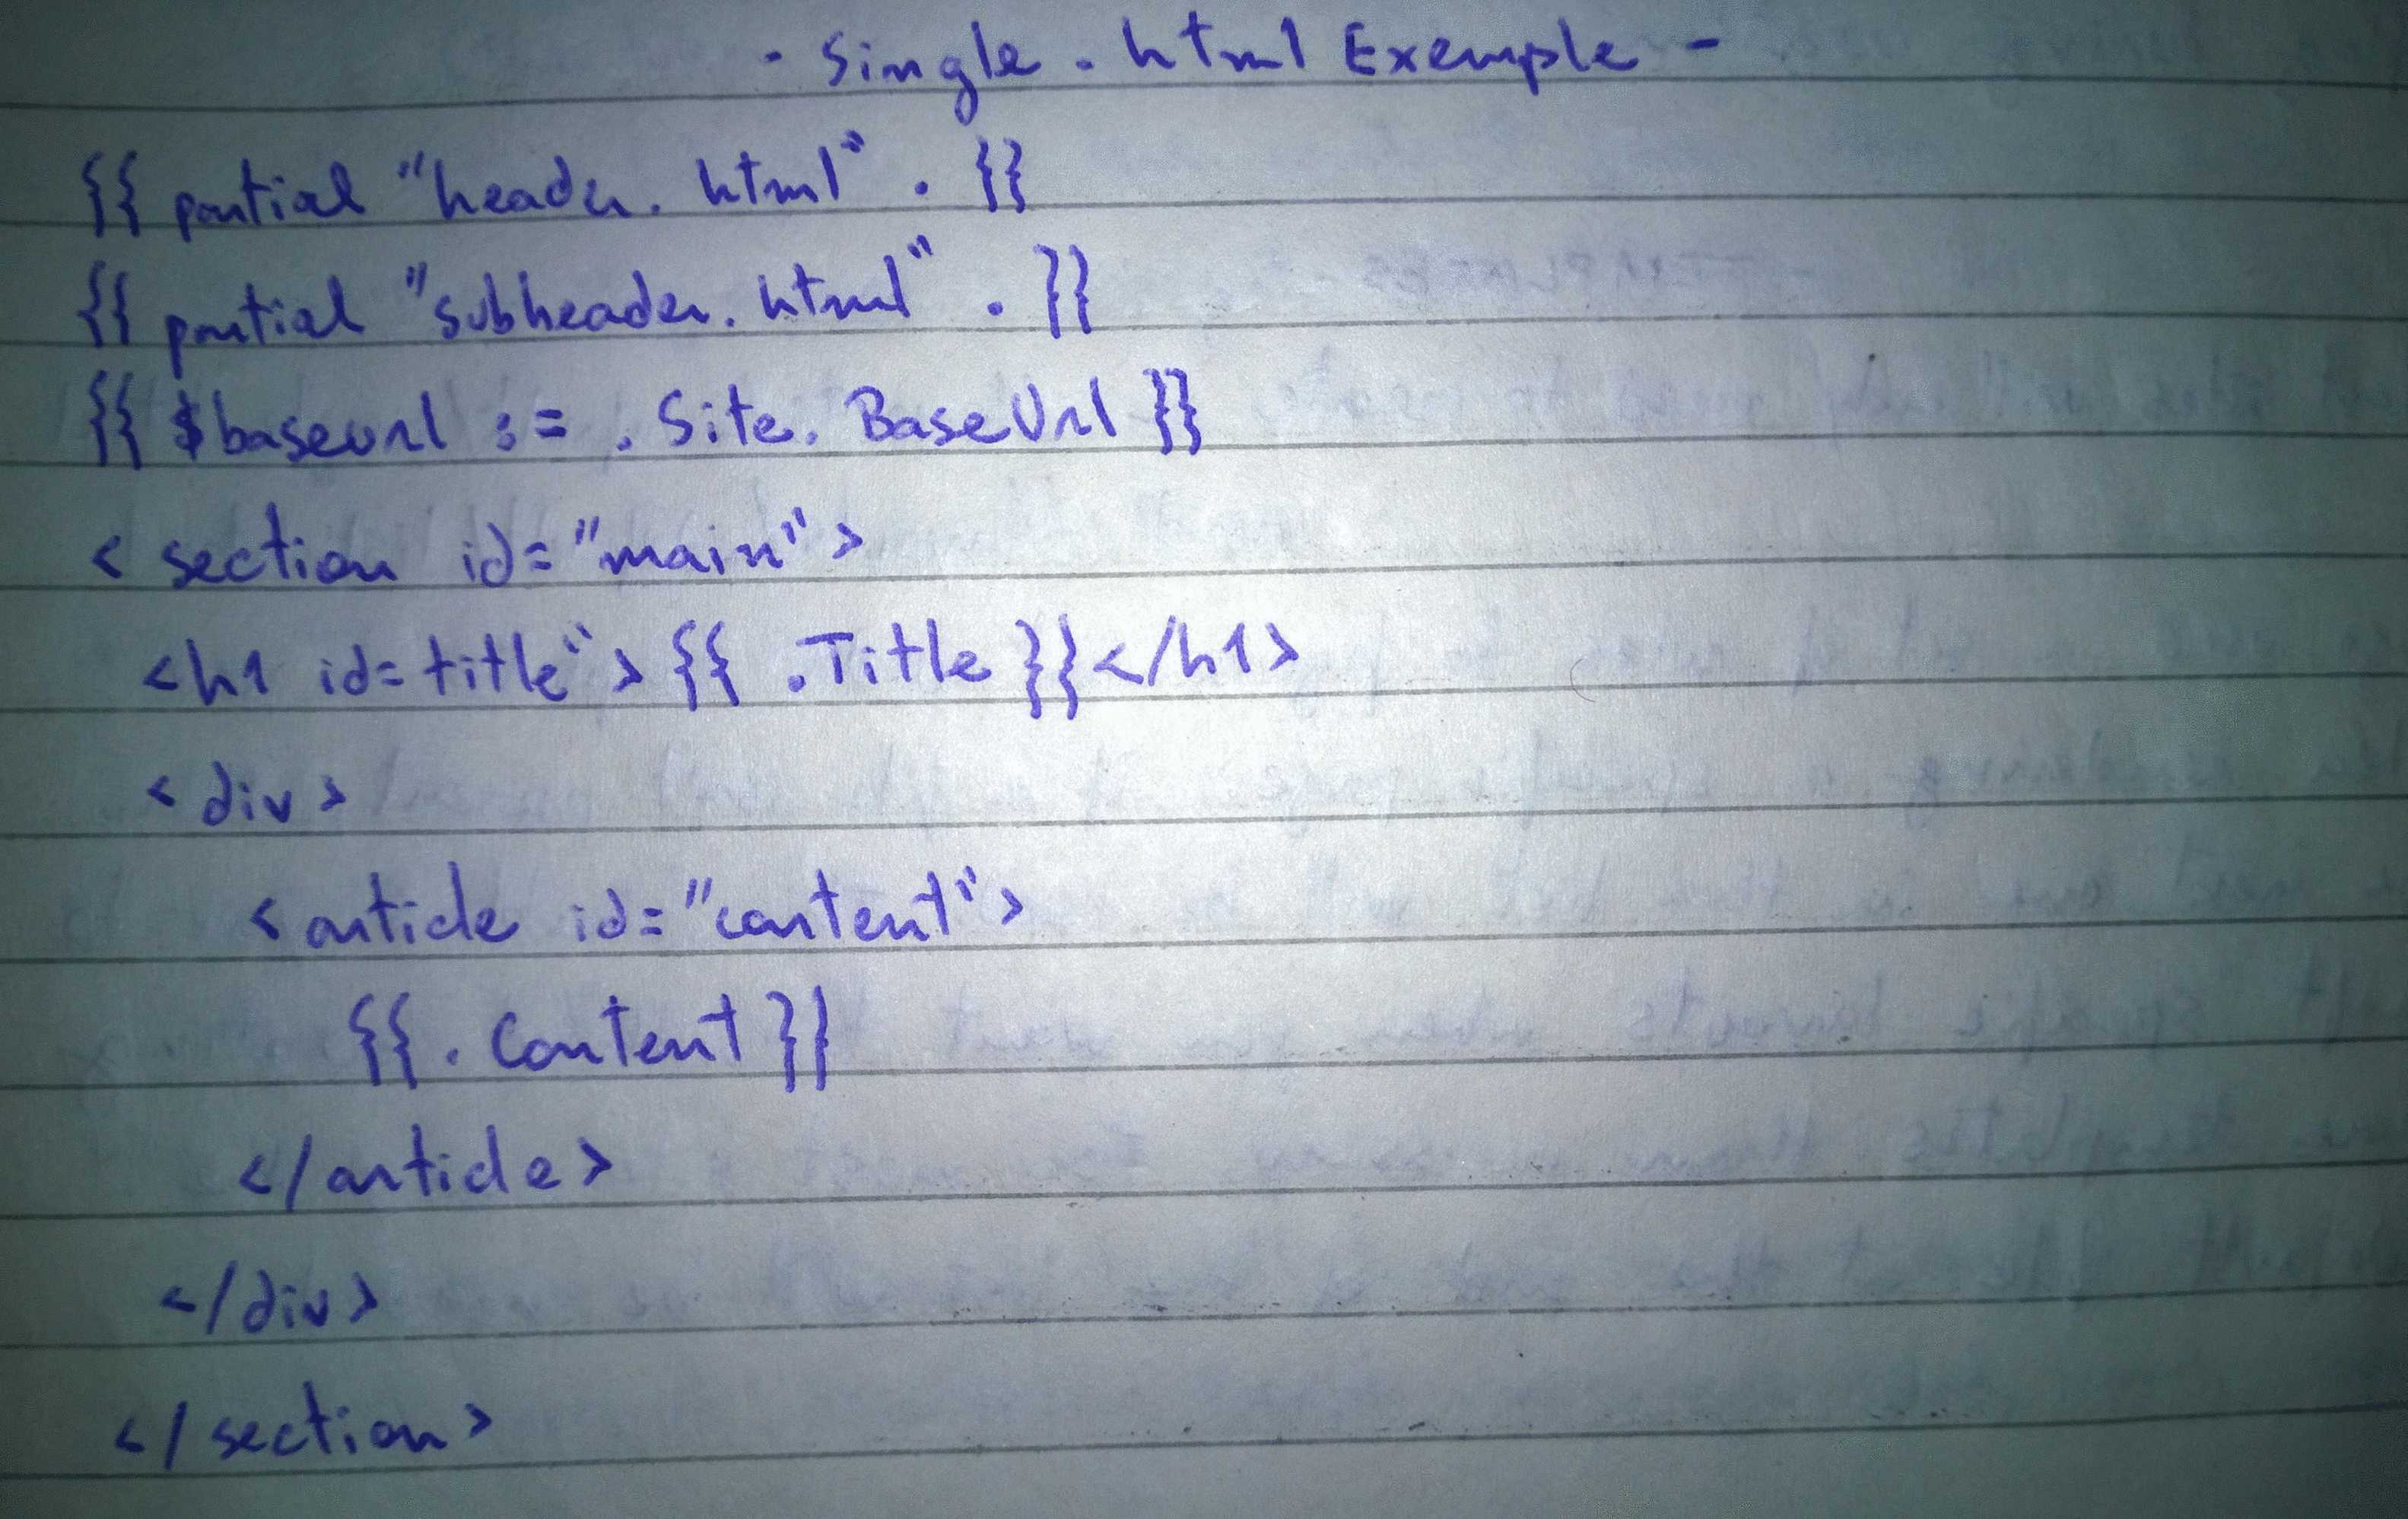 - Single.html Exemple -
{{ partial "header.html" . }}
{{ partial "subheader.html" . }}
{{ $baseurl := .Site.BaseUrl }}
< section id="main">
<h1 id=title"> {{ .Title }}</h1>
<div>
<article id="content">
{{ .Content }}
</article>
</div>
</section>